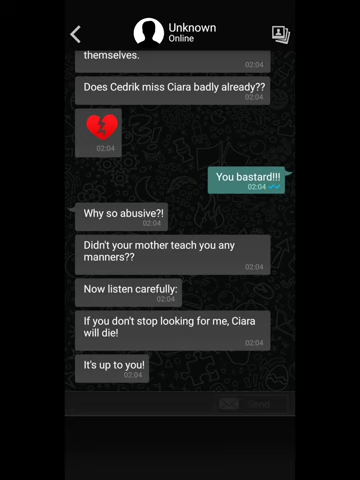 Unknown
Online
themselves.
02:04
Does Cedrik miss Ciara badly already??
02:04
02:04
You bastard!!!
02:04
Why so abusive?!
02:04
Didn't your mother teach you any
manners??
02:04
Now listen carefully:
02:04
If you don't stop looking for me, Ciara
will die!
02:04
It's up to you!
02:04
Send